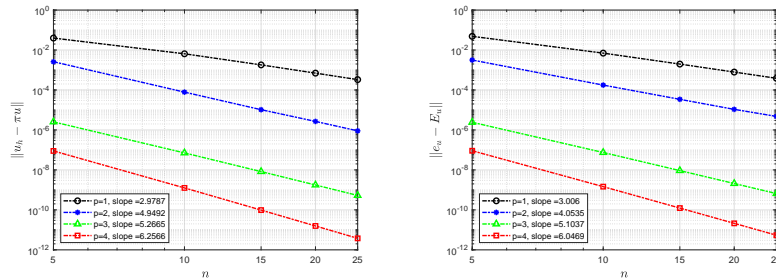 10^0
10^-2
10^-4
10^-6
10^-8
10^-10
10^-12
‖u_h − πu‖
p=1, slope =2.9787
p=2, slope =4.9492
p=3, slope =5.2665
p=4, slope =6.2566
5 10 15 20 25
n
10^0
10^-2
10^-4
10^-6
10^-8
10^-10
10^-12
‖e_u − E_u‖
p=1, slope =3.006
p=2, slope =4.0535
p=3, slope =5.1037
p=4, slope =6.0469
5 10 15 20 25
n